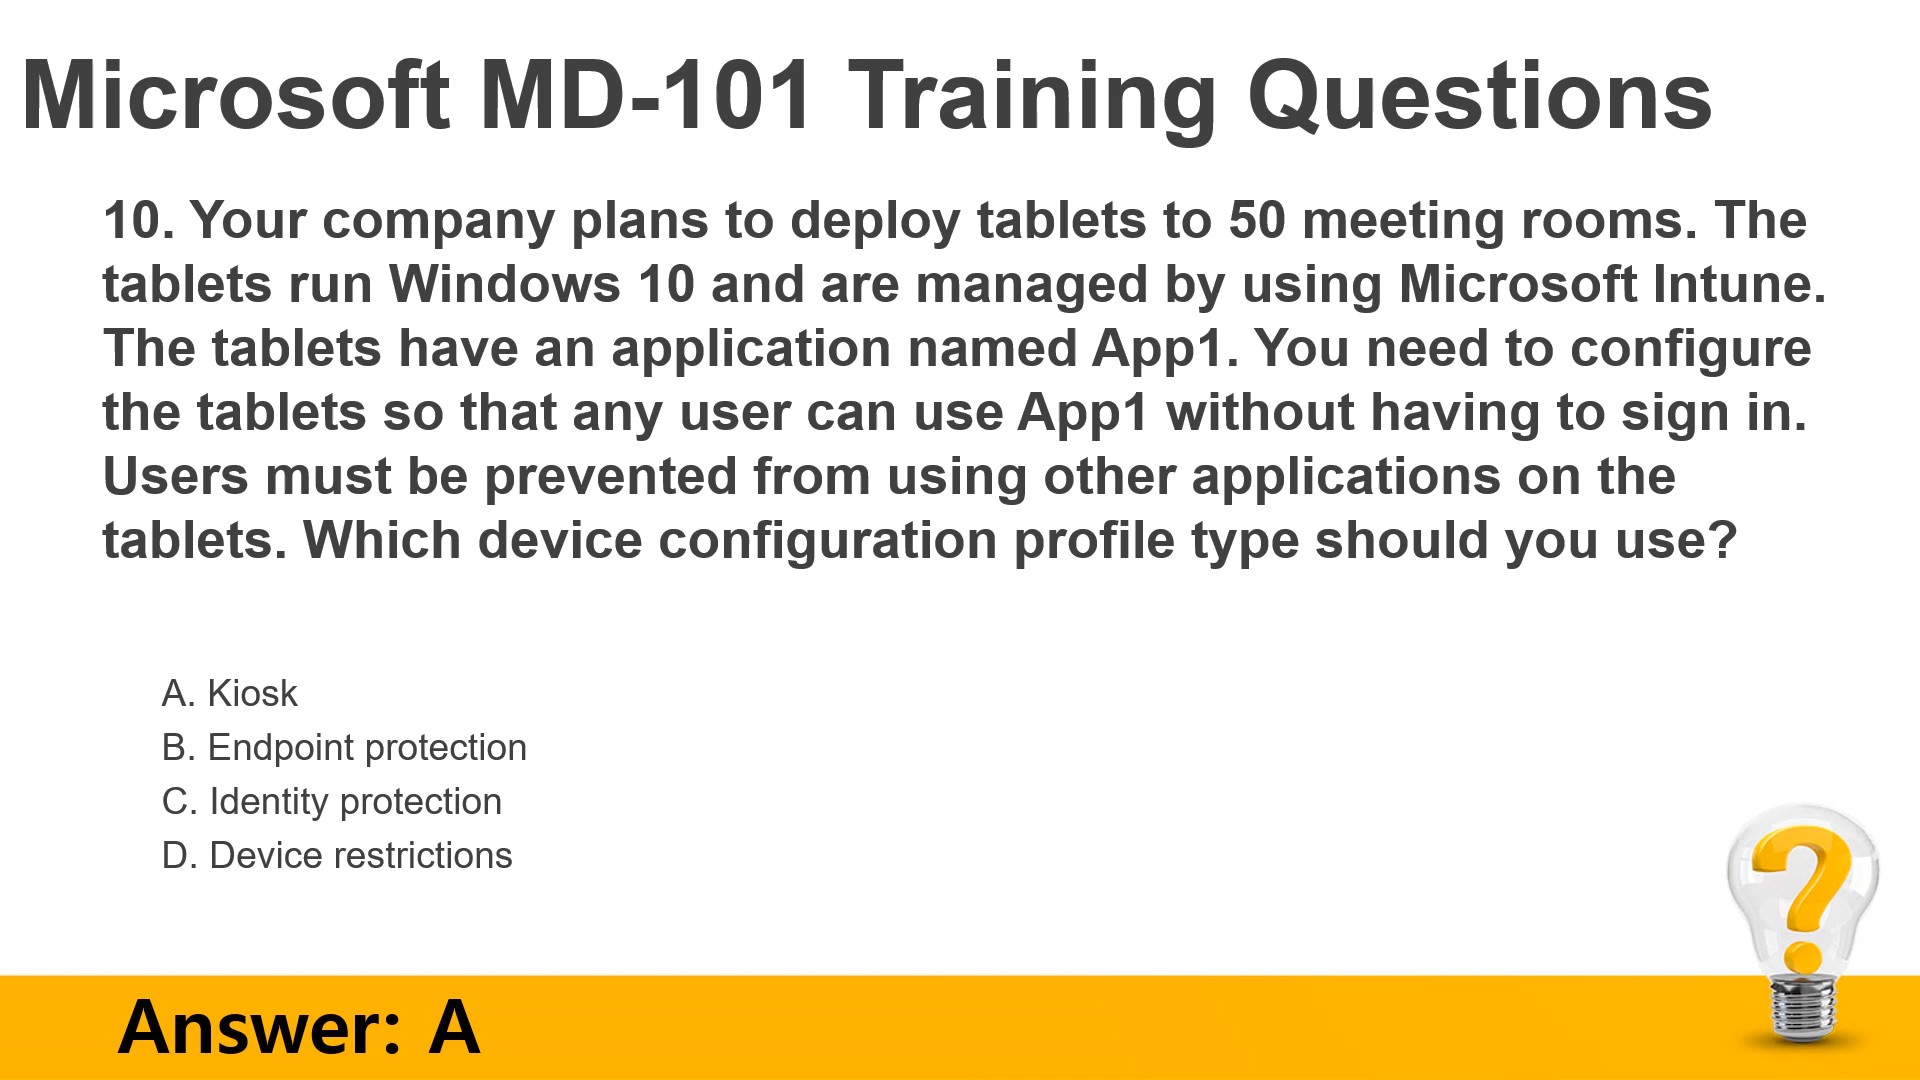 Microsoft MD-101 Training Questions
10. Your company plans to deploy tablets to 50 meeting rooms. The
tablets run Windows 10 and are managed by using Microsoft Intune.
The tablets have an application named App1. You need to configure
the tablets so that any user can use App1 without having to sign in.
Users must be prevented from using other applications on the
tablets. Which device configuration profile type should you use?
A. Kiosk
B. Endpoint protection
C. Identity protection
D. Device restrictions
?
Answer: A